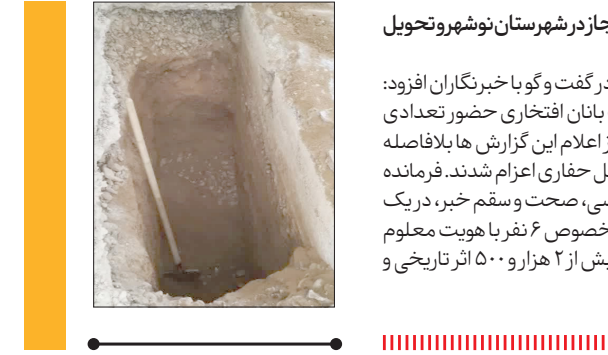 جاز در شهرستان نوشهر و تحویل
در گفت و گو با خبرنگاران افزود:
بانان افتخاری حضور تعدادی
ز اعلام این گزارش ها بلافاصله
ل حفاری اعزام شدند. فرمانده
سی، صحت و سقم خبر، در یک
خصوص ۶ نفر با هویت معلوم
یش از ۲ هزار و ۵۰۰ اثر تاریخی و